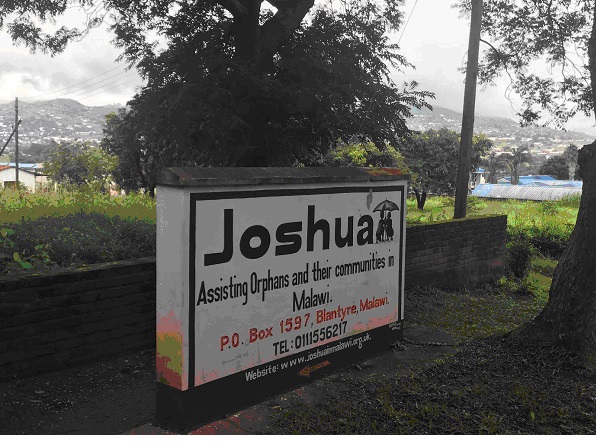 Joshua
Assisting Orphans and their communities in
Malawi.
P.O. Box 1597, Blantyre, Malawi.
TEL: 0111556217
Website: www.joshuainmalawi.org.uk.